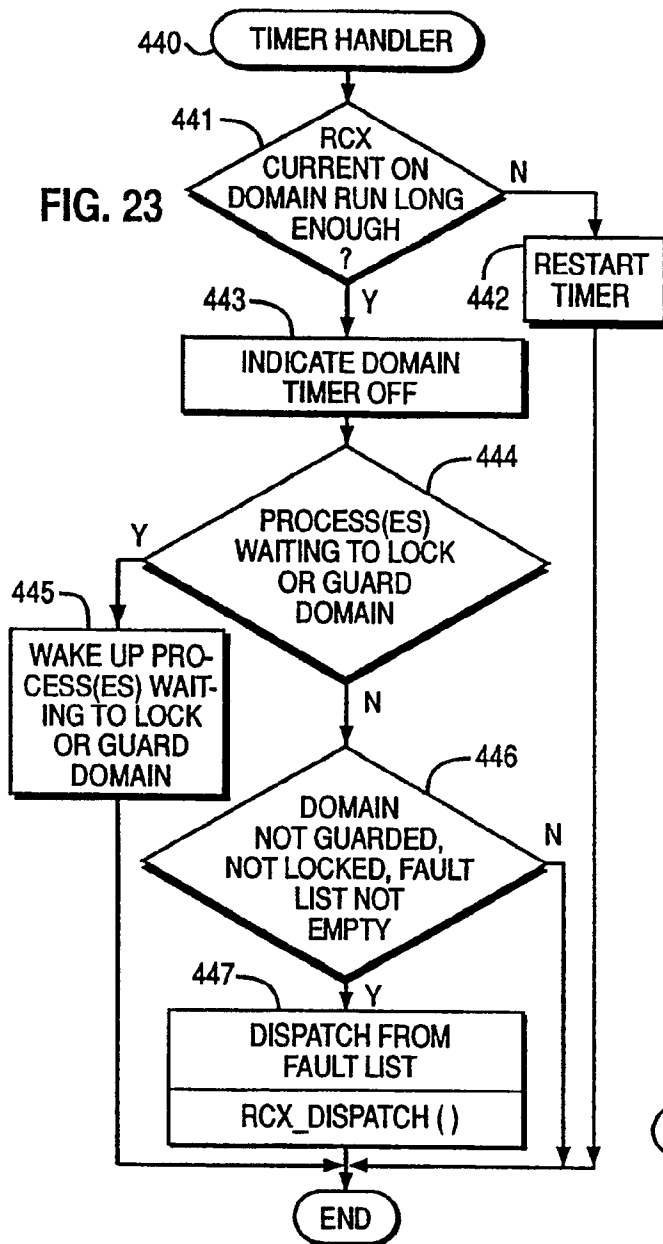 440
TIMER HANDLER
441
RCX
CURRENT ON
DOMAIN RUN LONG
ENOUGH
?
N
FIG. 23
442
RESTART
TIMER
443
Y
INDICATE DOMAIN
TIMER OFF
444
Y
PROCESS(ES)
WAITING TO LOCK
OR GUARD
DOMAIN
445
WAKE UP PRO-
CESS(ES) WAIT-
ING TO LOCK
OR GUARD
DOMAIN
N
446
DOMAIN
NOT GUARDED,
NOT LOCKED, FAULT
LIST NOT
EMPTY
N
447
Y
DISPATCH FROM
FAULT LIST
RCX_DISPATCH ( )
END